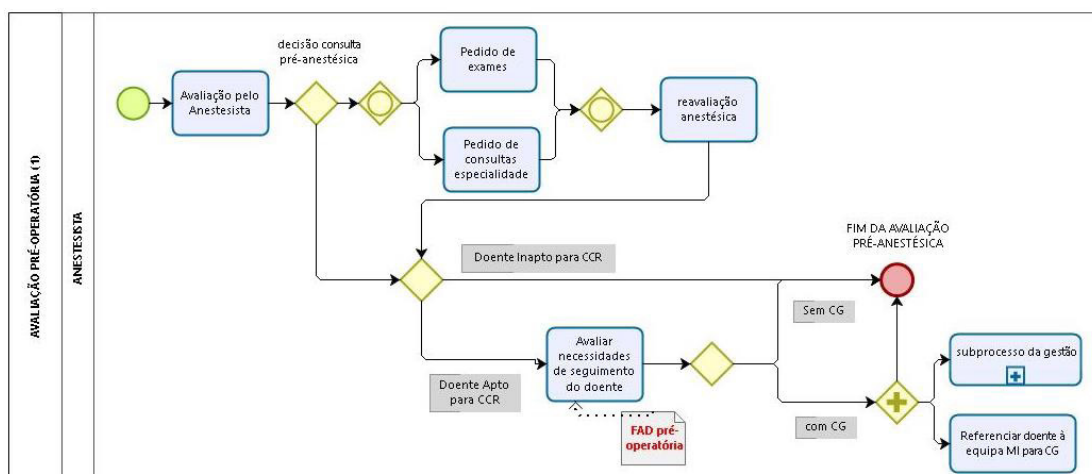 AVALIAÇÃO PRÉ-OPERATÓRIA (1)
ANESTESISTA
Avaliação pelo
Anestesista
decisão consulta
pré-anestésica
Pedido de
exames
Pedido de
consultas
especialidade
reavaliação
anestésica
Doente Inapto para CCR
FIM DA AVALIAÇÃO
PRÉ-ANESTÉSICA
Sem CG
Doente Apto
para CCR
Avaliar
necessidades
de seguimento
do doente
FAD pré-
operatória
com CG
subprocesso da gestão
Referenciar doente à
equipa MI para CG